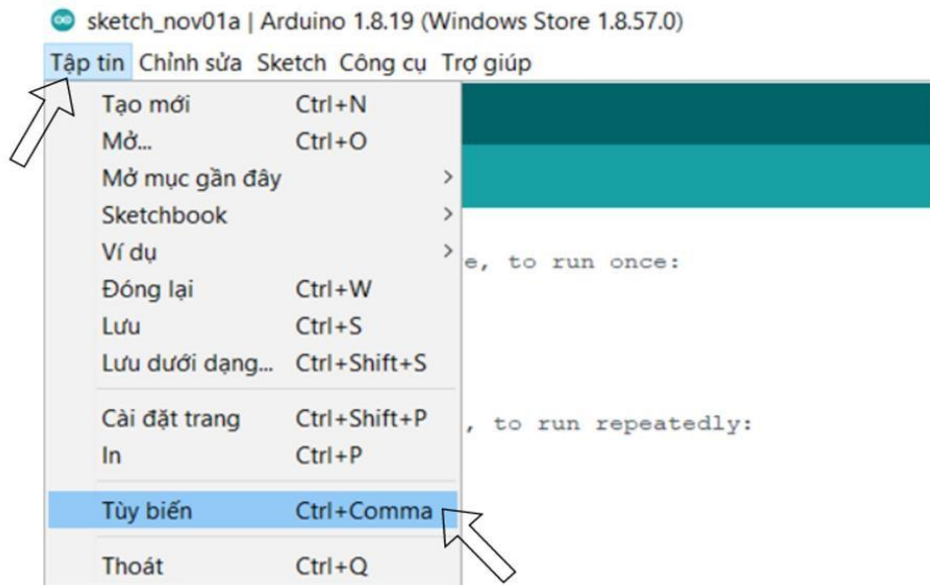 sketch_nov01a | Arduino 1.8.19 (Windows Store 1.8.57.0)
Tập tin Chỉnh sửa Sketch Công cụ Trợ giúp
Tạo mới Ctrl+N
Mở... Ctrl+O
Mở mục gần đây >
Sketchbook >
Ví dụ > e, to run once:
Đóng lại Ctrl+W
Lưu Ctrl+S
Lưu dưới dạng... Ctrl+Shift+S
Cài đặt trang Ctrl+Shift+P , to run repeatedly:
In Ctrl+P
Tùy biến Ctrl+Comma
Thoát Ctrl+Q